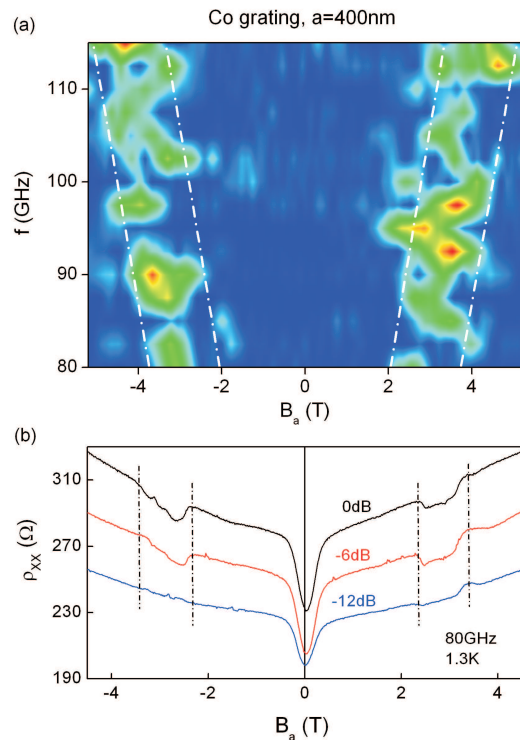 Co grating, a=400nm
(a)
f (GHz)
110
100
90
80
-4 -2 0 2 4
B_a (T)
(b)
ρ_XX (Ω)
310
270
230
190
0dB
-6dB
-12dB
80GHz
1.3K
-4 -2 0 2 4
B_a (T)